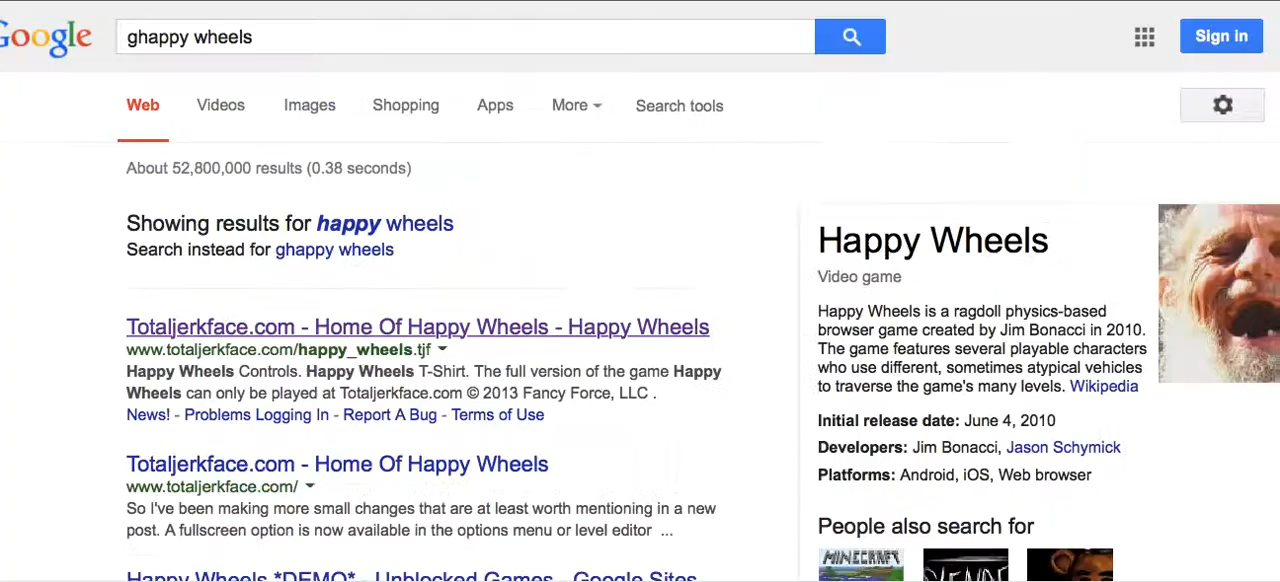 Google
ghappy wheels
Sign in
Web Videos Images Shopping Apps More Search tools
About 52,800,000 results (0.38 seconds)
Showing results for happy wheels
Search instead for ghappy wheels
Totaljerkface.com - Home Of Happy Wheels - Happy Wheels
www.totaljerkface.com/happy_wheels.tjf
Happy Wheels Controls. Happy Wheels T-Shirt. The full version of the game Happy
Wheels can only be played at Totaljerkface.com © 2013 Fancy Force, LLC .
News! - Problems Logging In - Report A Bug - Terms of Use
Totaljerkface.com - Home Of Happy Wheels
www.totaljerkface.com/
So I've been making more small changes that are at least worth mentioning in a new
post. A fullscreen option is now available in the options menu or level editor ...
Happy Wheels *DEMO* - Unblocked Games - Google Sites
Happy Wheels
Video game
Happy Wheels is a ragdoll physics-based
browser game created by Jim Bonacci in 2010.
The game features several playable characters
who use different, sometimes atypical vehicles
to traverse the game's many levels. Wikipedia
Initial release date: June 4, 2010
Developers: Jim Bonacci, Jason Schymick
Platforms: Android, iOS, Web browser
People also search for
MINECRAFT